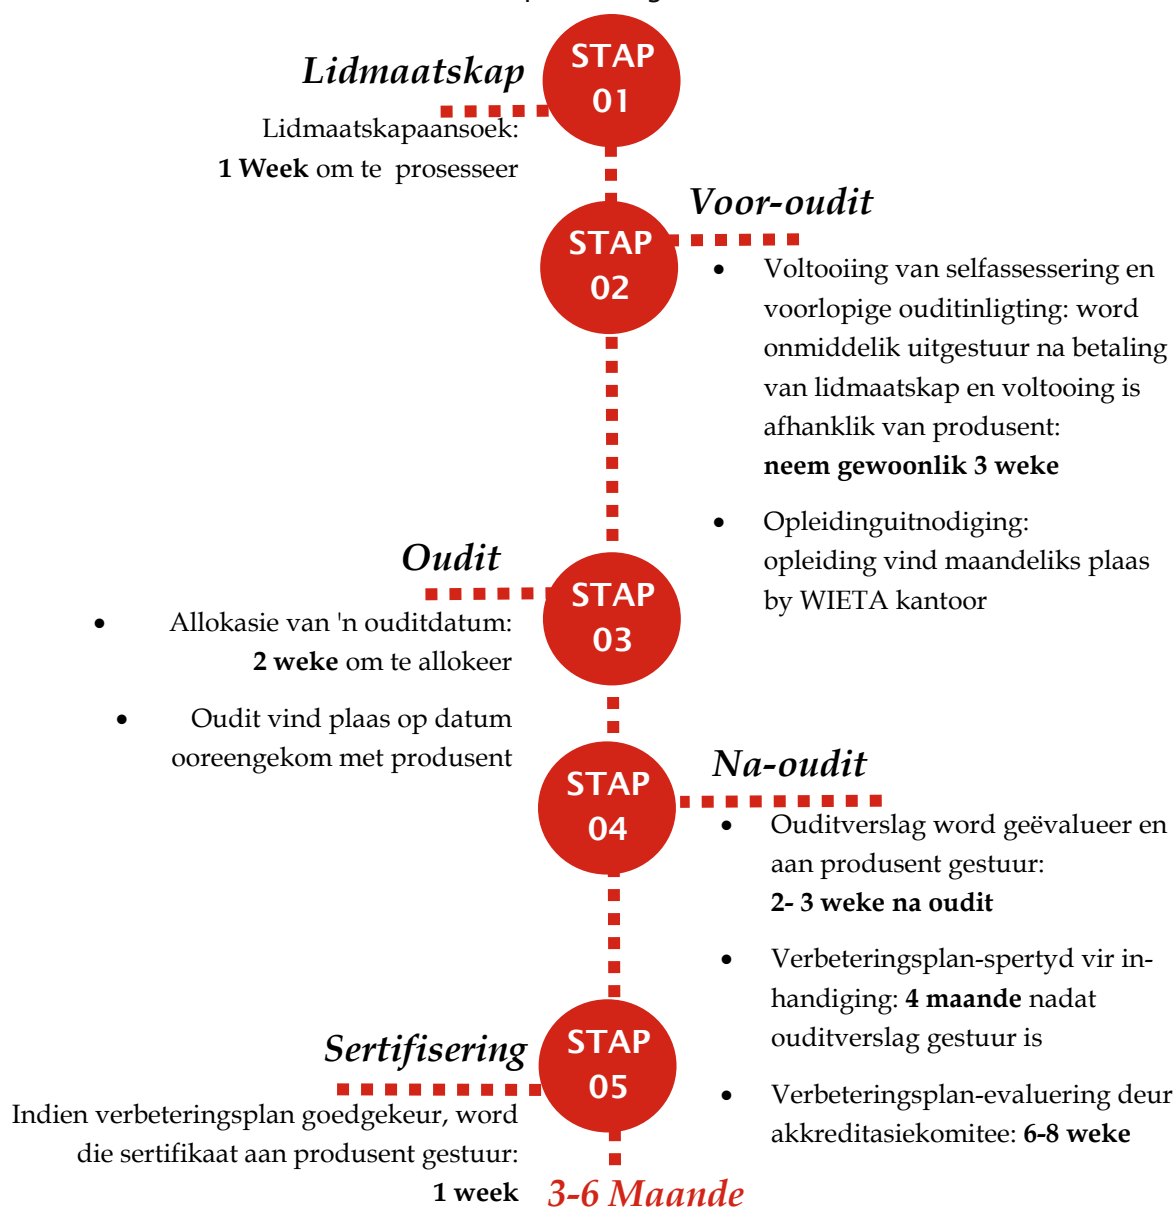 STAP
01
Lidmaatskap
Lidmaatskapaansoek:
1 Week om te prosesseer
STAP
02
Voor-oudit
• Voltooiing van selfassessering en
voorlopige ouditinligting: word
onmiddelik uitgestuur na betaling
van lidmaatskap en voltooing is
afhanklik van produsent:
neem gewoonlik 3 weke
• Opleidinguitnodiging:
opleiding vind maandeliks plaas
by WIETA kantoor
STAP
03
Oudit
• Allokasie van 'n ouditdatum:
2 weke om te allokeer
• Oudit vind plaas op datum
ooreengekom met produsent
STAP
04
Na-oudit
• Ouditverslag word geëvalueer en
aan produsent gestuur:
2- 3 weke na oudit
• Verbeteringsplan-spertyd vir in-
handiging: 4 maande nadat
ouditverslag gestuur is
• Verbeteringsplan-evaluering deur
akkreditasiekomitee: 6-8 weke
STAP
05
Sertifisering
Indien verbeteringsplan goedgekeur, word
die sertifikaat aan produsent gestuur:
1 week
3-6 Maande